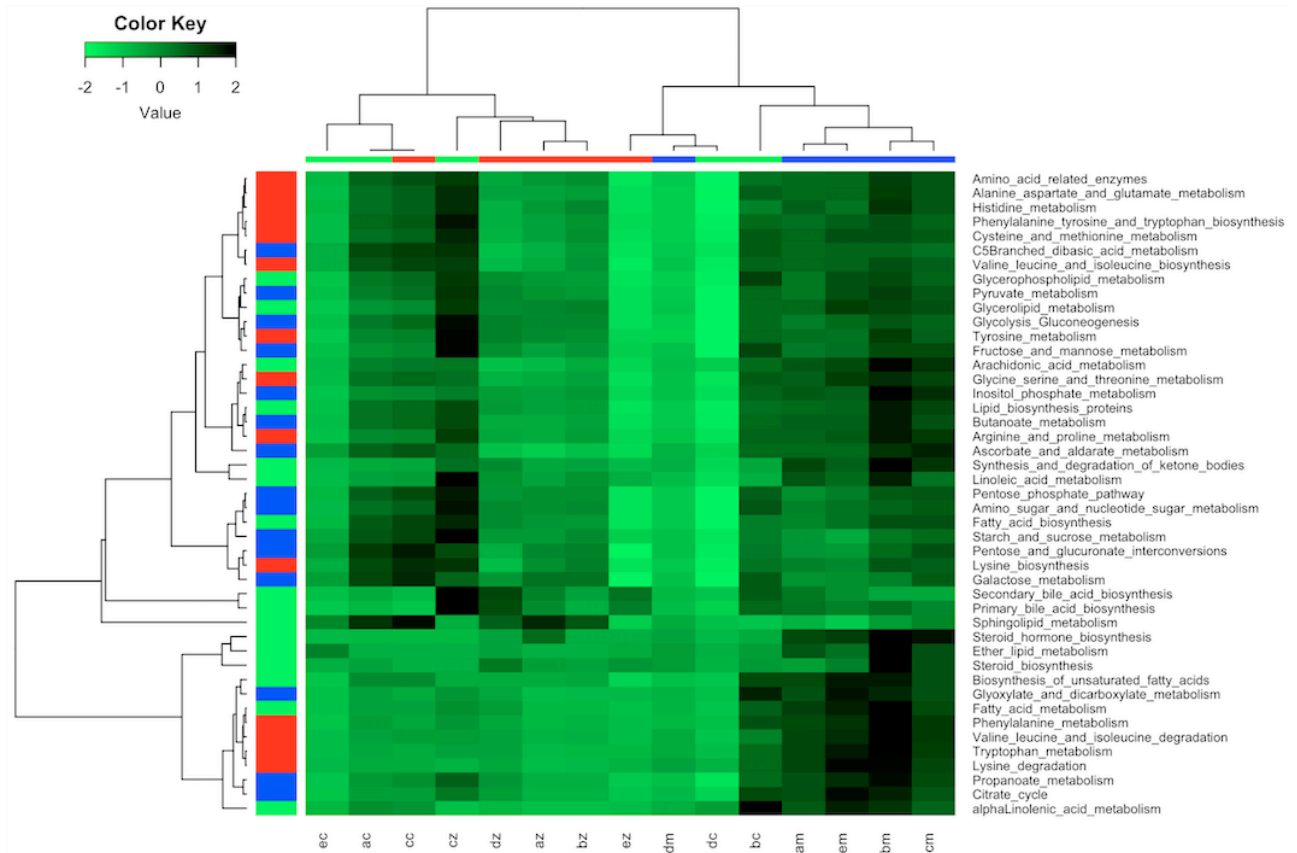 Color Key
-2 -1 0 1 2
Value
Amino_acid_related_enzymes
Alanine_aspartate_and_glutamate_metabolism
Histidine_metabolism
Phenylalanine_tyrosine_and_tryptophan_biosynthesis
Cysteine_and_methionine_metabolism
C5Branched_dibasic_acid_metabolism
Valine_leucine_and_isoleucine_biosynthesis
Glycerophospholipid_metabolism
Pyruvate_metabolism
Glycerolipid_metabolism
Glycolysis_Gluconeogenesis
Tyrosine_metabolism
Fructose_and_mannose_metabolism
Arachidonic_acid_metabolism
Glycine_serine_and_threonine_metabolism
Inositol_phosphate_metabolism
Lipid_biosynthesis_proteins
Butanoate_metabolism
Arginine_and_proline_metabolism
Ascorbate_and_aldarate_metabolism
Synthesis_and_degradation_of_ketone_bodies
Linoleic_acid_metabolism
Pentose_phosphate_pathway
Amino_sugar_and_nucleotide_sugar_metabolism
Fatty_acid_biosynthesis
Starch_and_sucrose_metabolism
Pentose_and_glucuronate_interconversions
Lysine_biosynthesis
Galactose_metabolism
Secondary_bile_acid_biosynthesis
Primary_bile_acid_biosynthesis
Sphingolipid_metabolism
Steroid_hormone_biosynthesis
Ether_lipid_metabolism
Steroid_biosynthesis
Biosynthesis_of_unsaturated_fatty_acids
Glyoxylate_and_dicarboxylate_metabolism
Fatty_acid_metabolism
Phenylalanine_metabolism
Valine_leucine_and_isoleucine_degradation
Tryptophan_metabolism
Lysine_degradation
Propanoate_metabolism
Citrate_cycle
alphaLinolenic_acid_metabolism
ec ac cc cz dz az bz ez dm dc bc am em bm cm